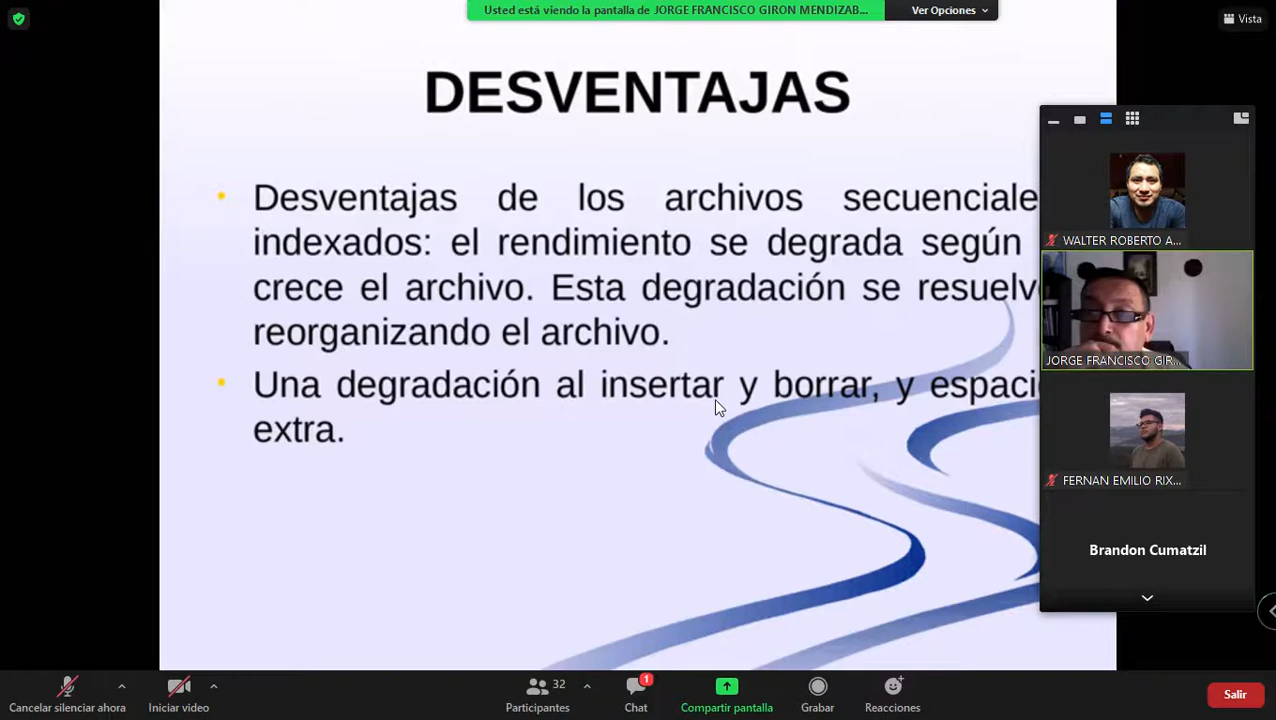 Usted está viendo la pantalla de JORGE FRANCISCO GIRON MENDIZAB...
Ver Opciones
Vista
DESVENTAJAS
• Desventajas de los archivos secuenciale
indexados: el rendimiento se degrada según
crece el archivo. Esta degradación se resuelv
reorganizando el archivo.
• Una degradación al insertar y borrar, y espaci
extra.
WALTER ROBERTO A...
JORGE FRANCISCO GIR...
FERNAN EMILIO RIX...
Brandon Cumatzil
Cancelar silenciar ahora
Iniciar video
32
Participantes
1
Chat
Compartir pantalla
Grabar
Reacciones
Salir